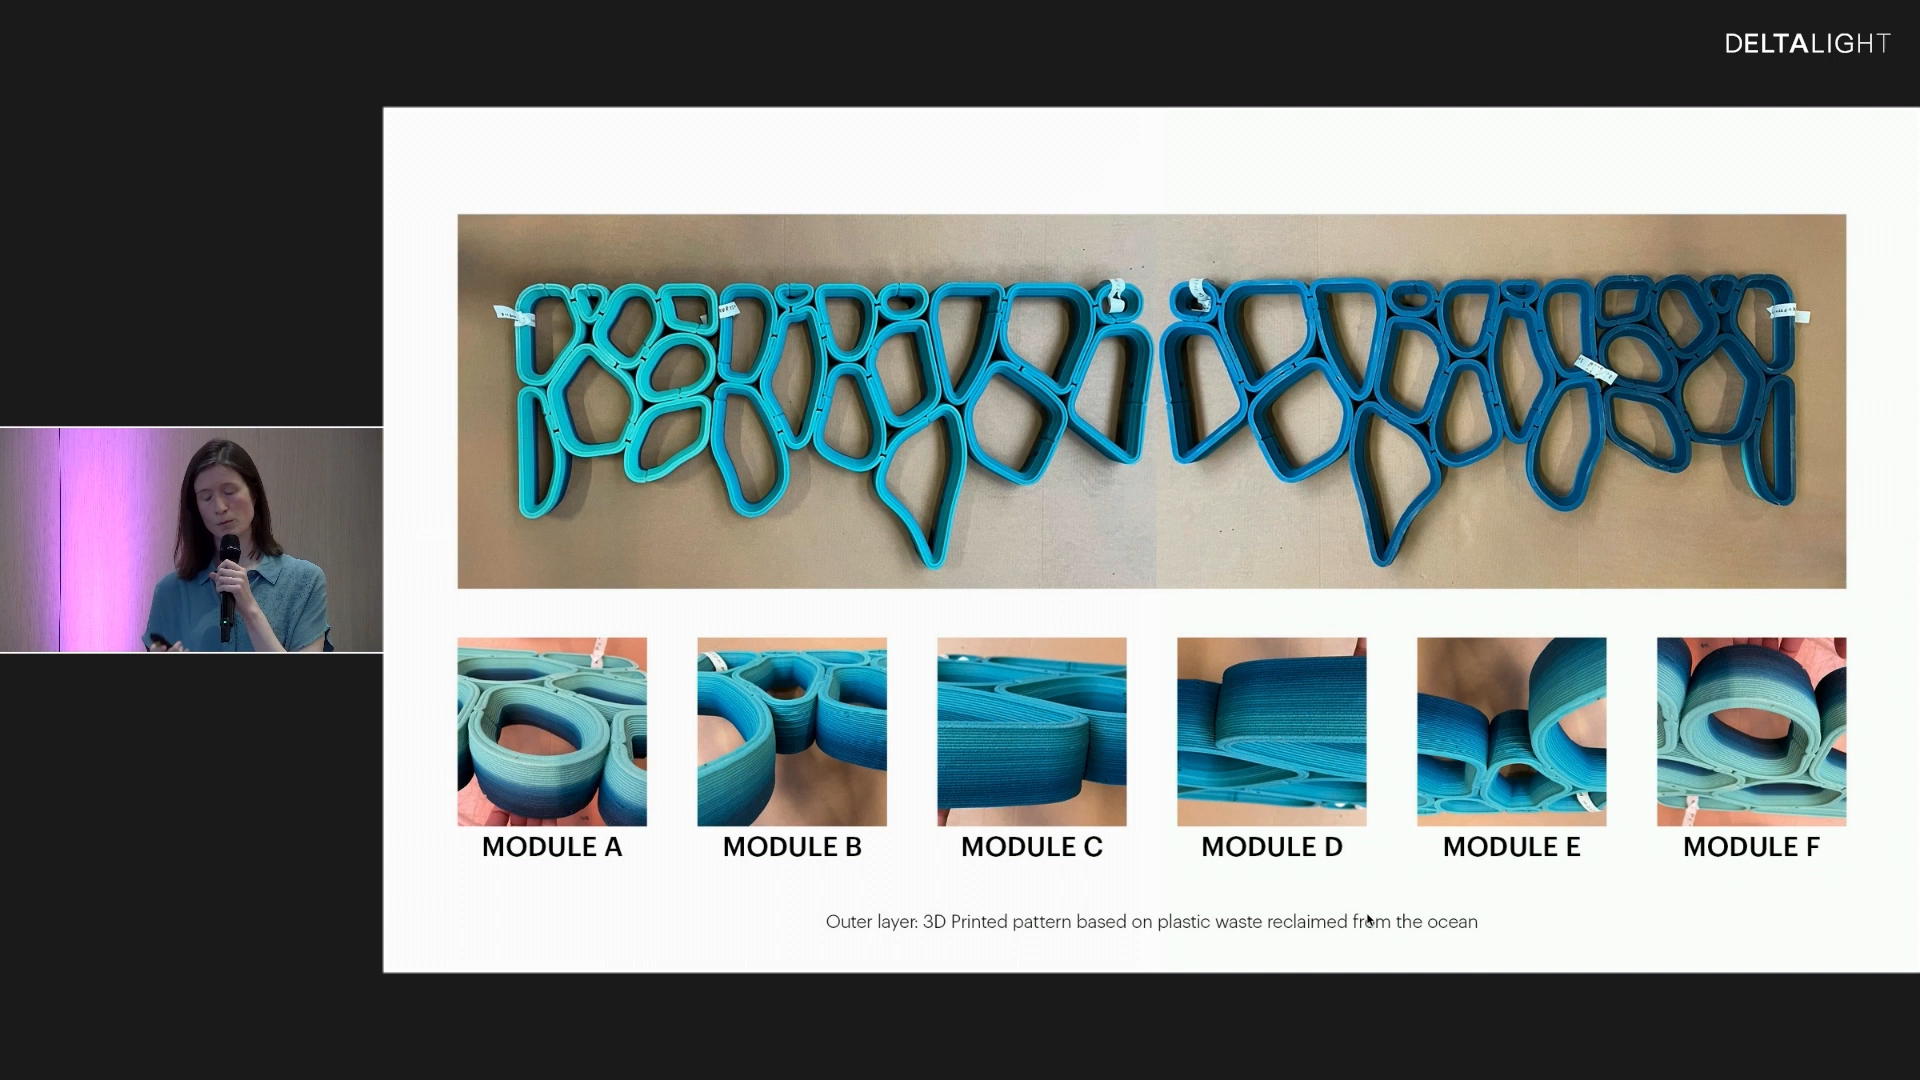 DELTALIGHT
MODULE A
MODULE B
MODULE C
MODULE D
MODULE E
MODULE F
Outer layer: 3D Printed pattern based on plastic waste reclaimed from the ocean